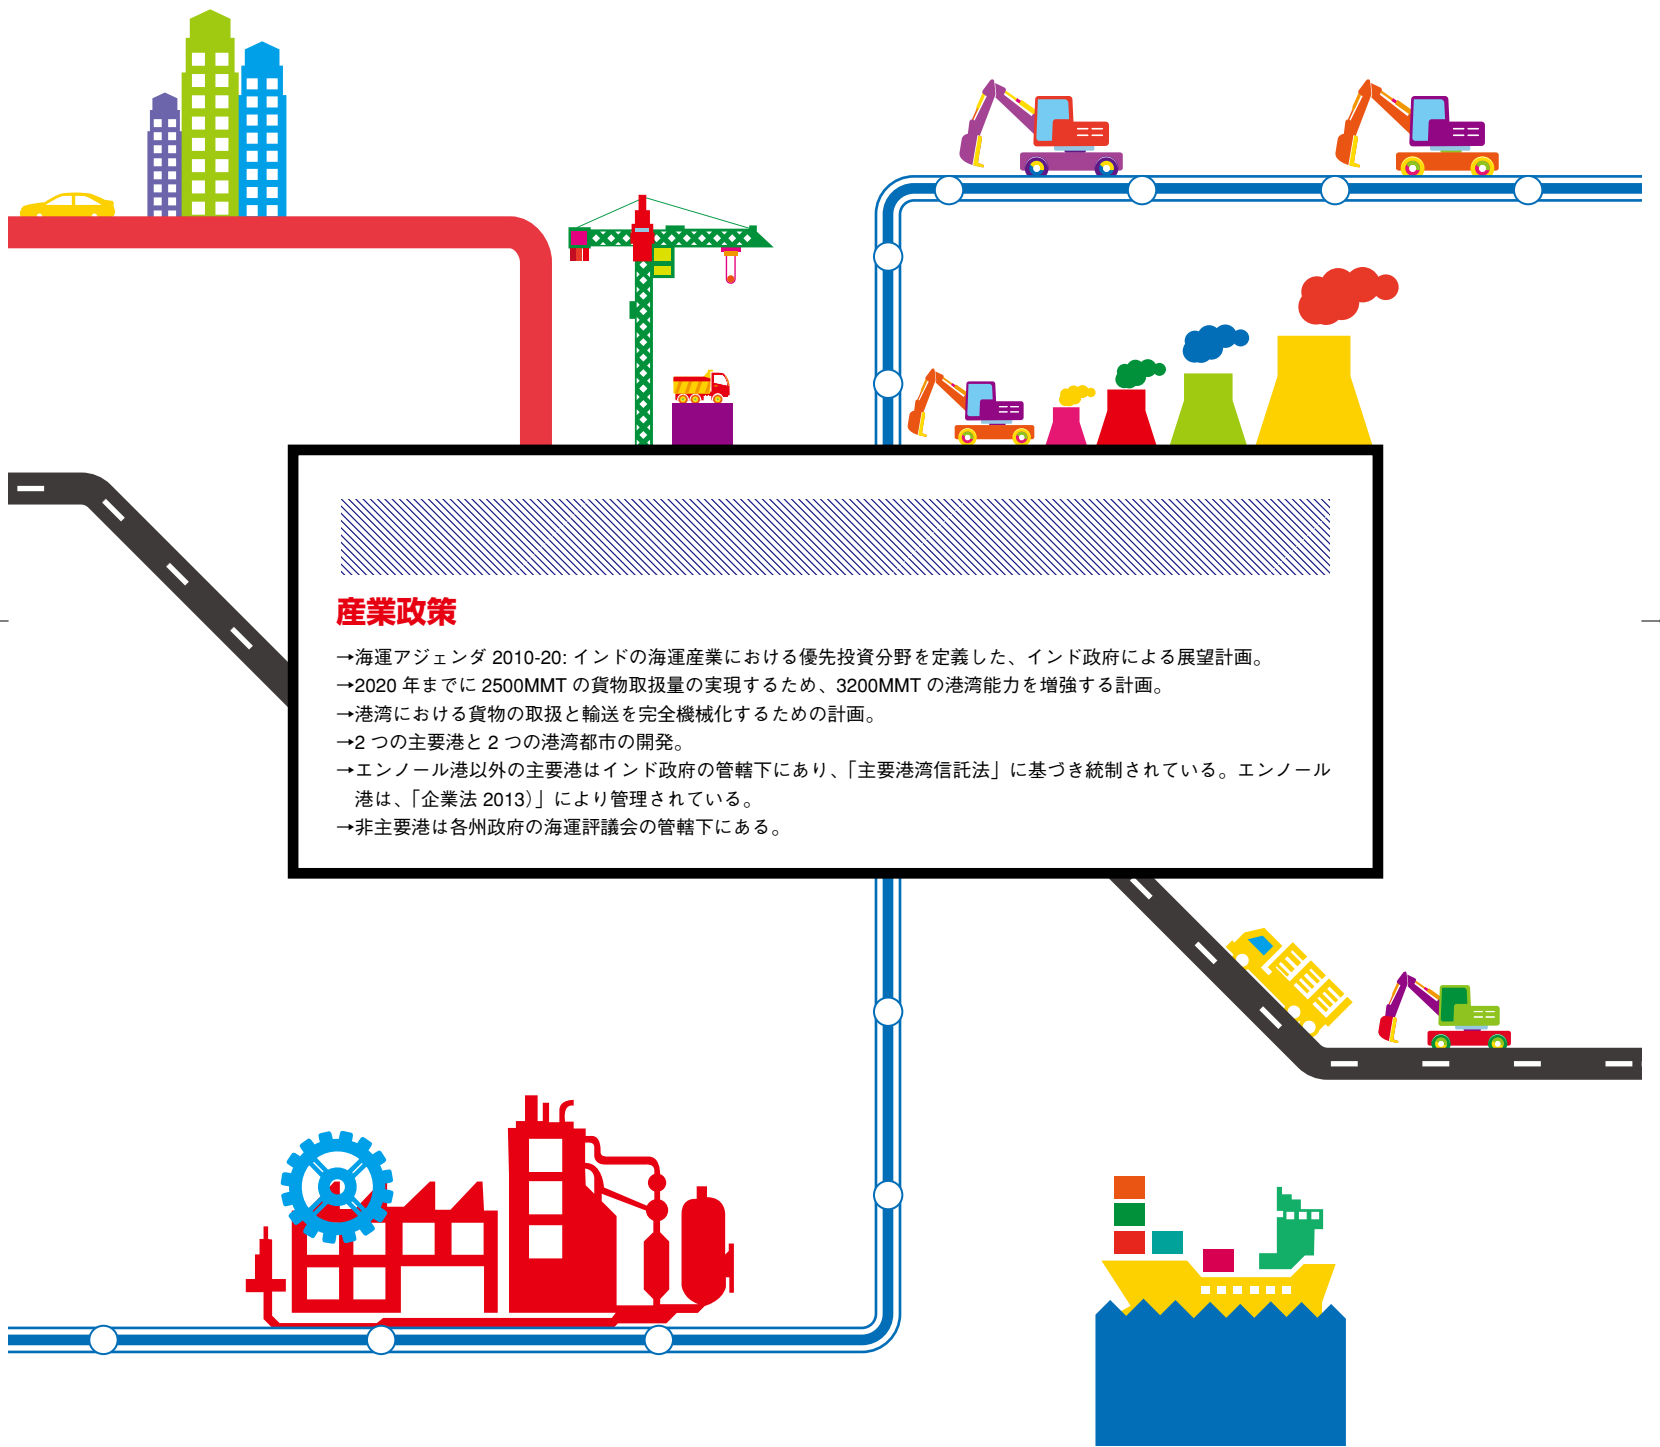 産業政策
→海運アジェンダ 2010-20: インドの海運産業における優先投資分野を定義した、インド政府による展望計画。
→2020 年までに 2500MMT の貨物取扱量の実現するため、3200MMT の港湾能力を増強する計画。
→港湾における貨物の取扱と輸送を完全機械化するための計画。
→2 つの主要港と 2 つの港湾都市の開発。
→エンノール港以外の主要港はインド政府の管轄下にあり、「主要港湾信託法」に基づき統制されている。エンノール
港は、「企業法 2013)」により管理されている。
→非主要港は各州政府の海運評議会の管轄下にある。